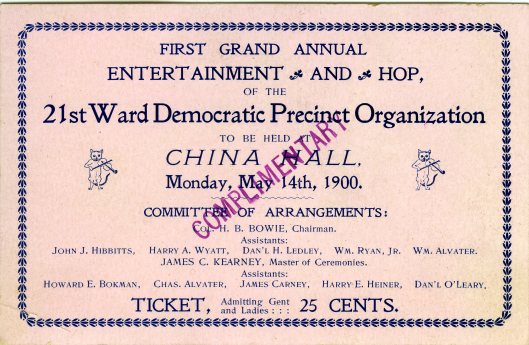 FIRST GRAND ANNUAL
ENTERTAINMENT AND HOP,
OF THE
21st Ward Democratic Precinct Organization
TO BE HELD AT
CHINA HALL,
Monday, May 14th, 1900.
COMPLIMENTARY
COMMITTEE OF ARRANGEMENTS:
Col. H. B. BOWIE, Chairman.
Assistants:
John J. Hibbitts, Harry A. Wyatt, Dan'l H. Ledley, Wm. Ryan, Jr. Wm. Alvater.
JAMES C. KEARNEY, Master of Ceremonies.
Assistants:
Howard E. Bokman, Chas. Alvater, James Carney, Harry E. Heiner, Dan'l O'Leary,
TICKET, Admitting Gent and Ladies : : : 25 CENTS.